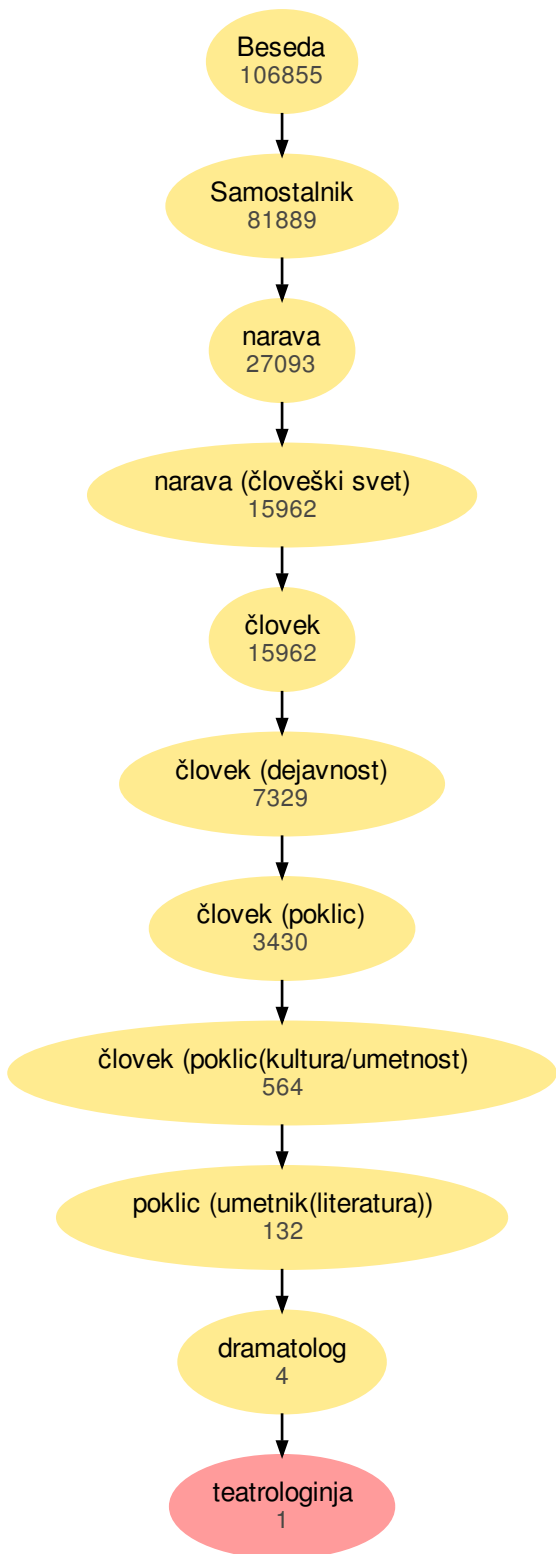 Beseda
106855
Samostalnik
81889
narava
27093
narava (človeški svet)
15962
človek
15962
človek (dejavnost)
7329
človek (poklic)
3430
človek (poklic(kultura/umetnost)
564
poklic (umetnik(literatura))
132
dramatolog
4
teatrologinja
1